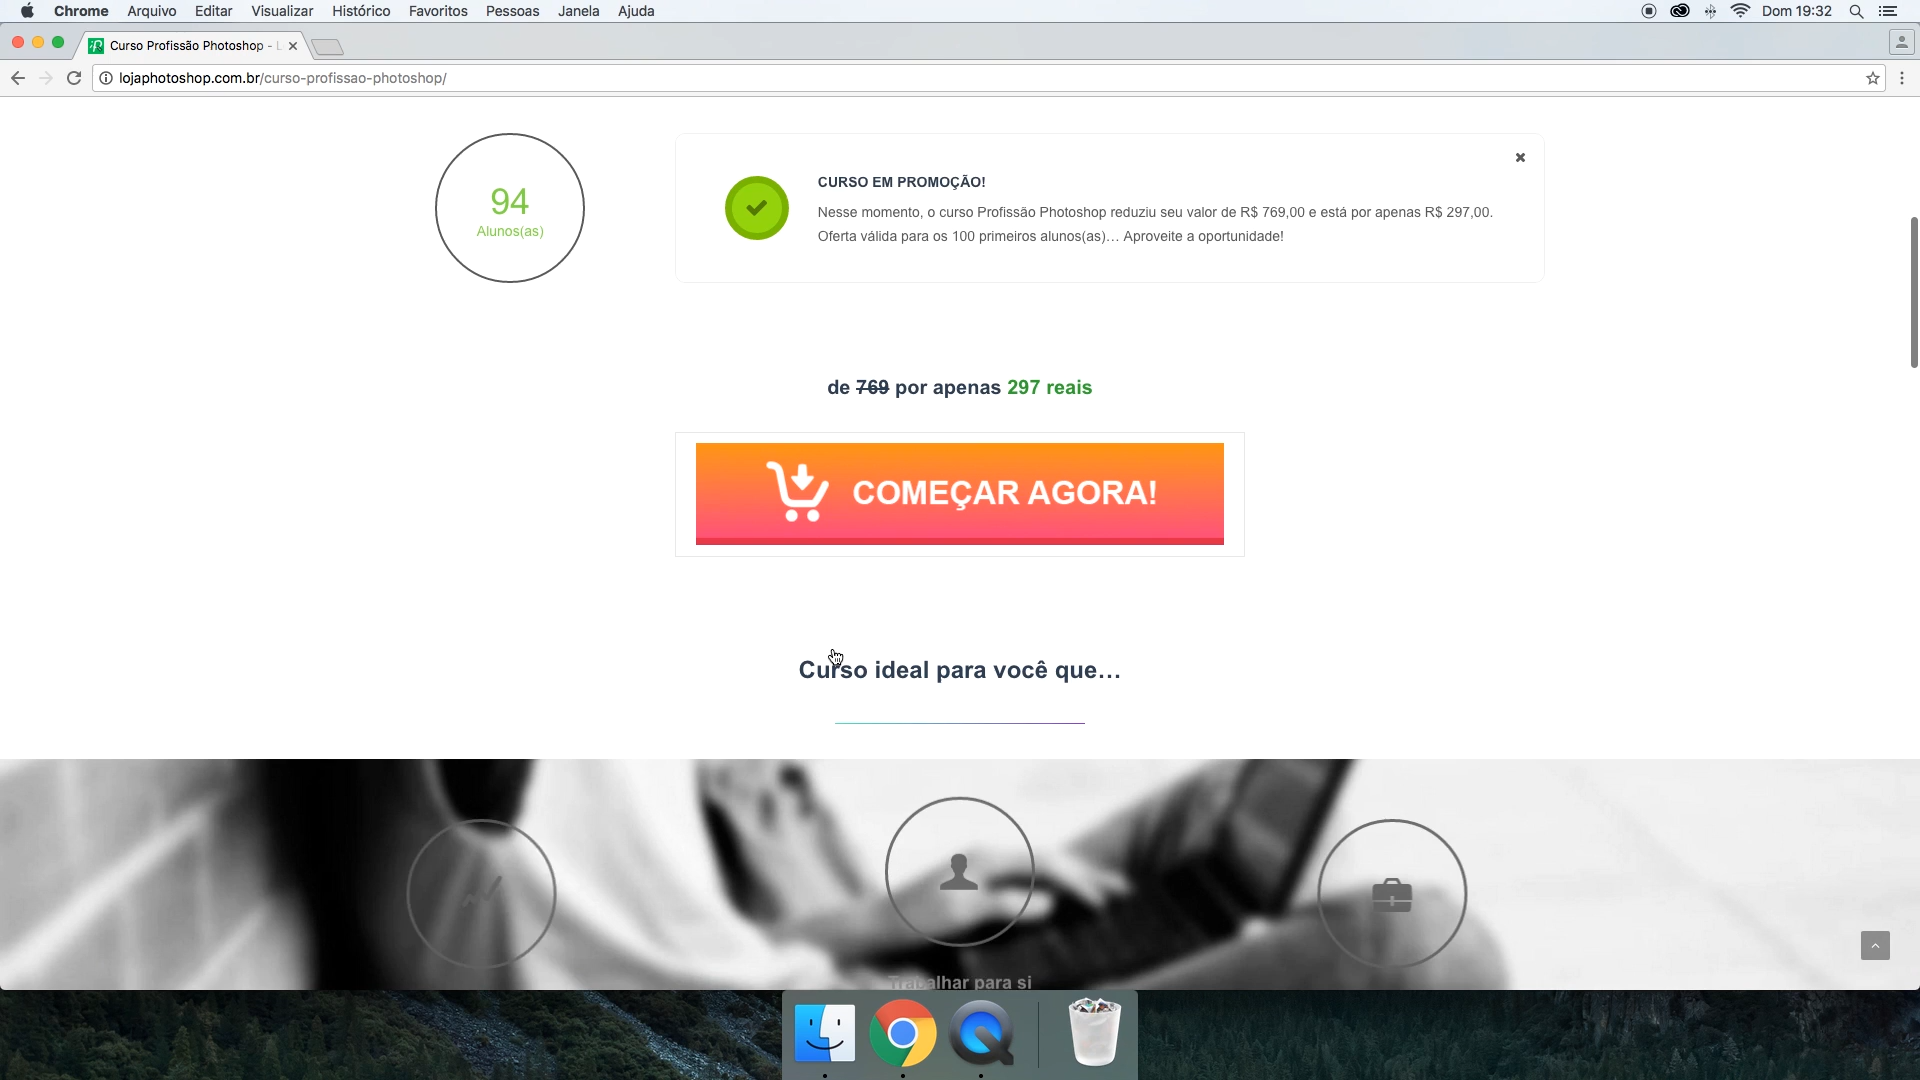 Chrome Arquivo Editar Visualizar Histórico Favoritos Pessoas Janela Ajuda Dom 19:32
Curso Profissão Photoshop - L
lojaphotoshop.com.br/curso-profissao-photoshop/
94
Alunos(as)
CURSO EM PROMOÇÃO!
Nesse momento, o curso Profissão Photoshop reduziu seu valor de R$ 769,00 e está por apenas R$ 297,00.
Oferta válida para os 100 primeiros alunos(as)... Aproveite a oportunidade!
de 769 por apenas 297 reais
COMEÇAR AGORA!
Curso ideal para você que...
Trabalhar para si